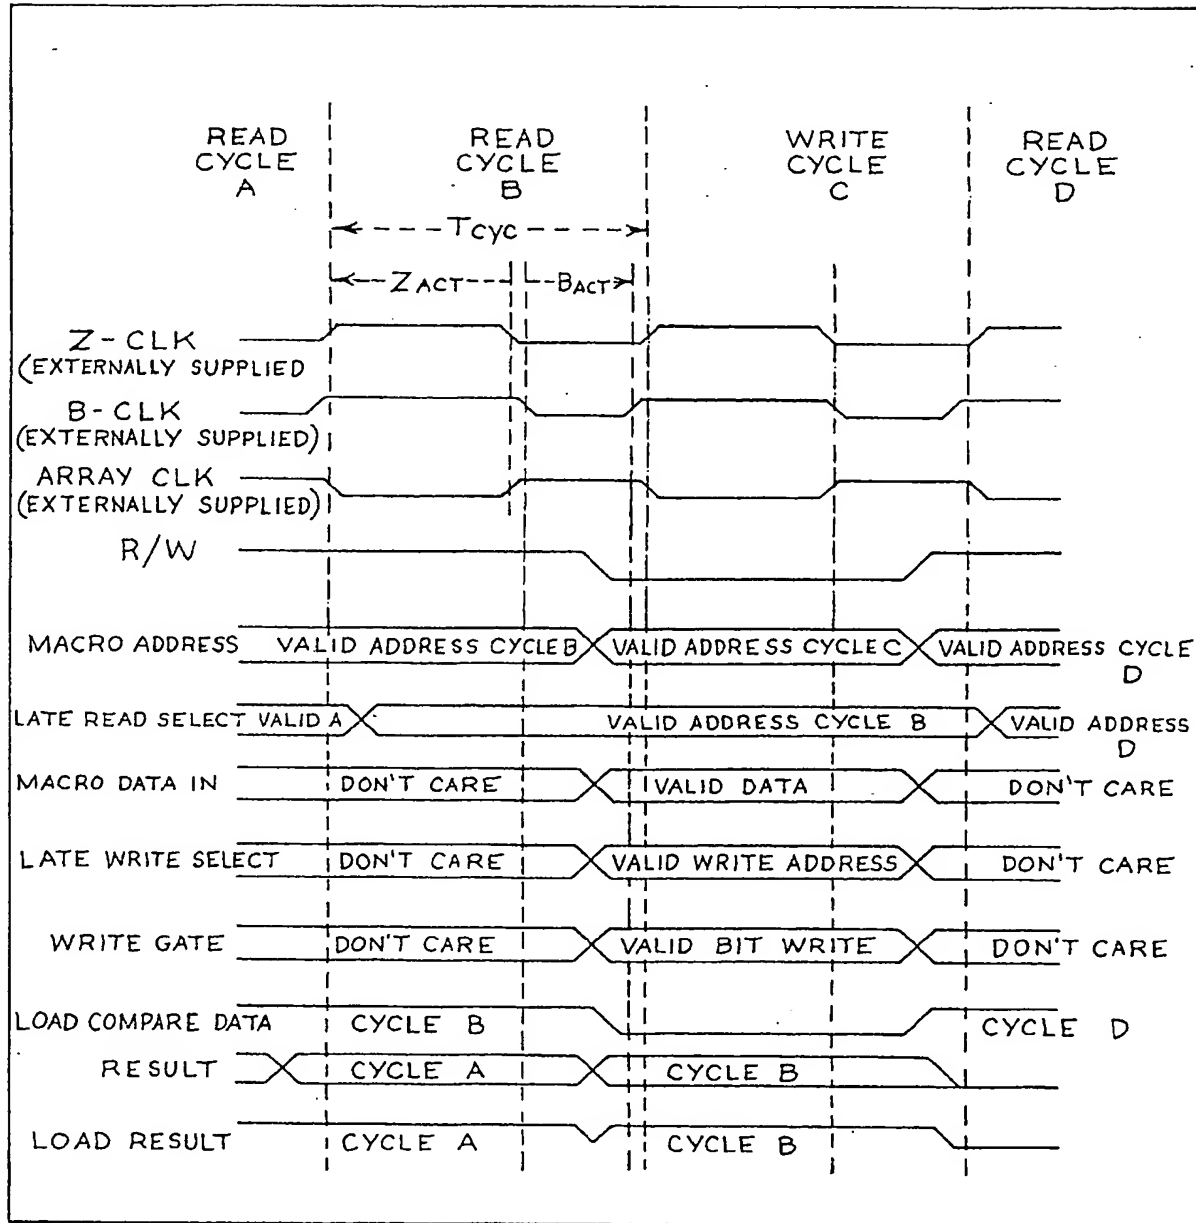 READ CYCLE A
READ CYCLE B
WRITE CYCLE C
READ CYCLE D
TCYC
ZACT
BACT
Z-CLK
(EXTERNALLY SUPPLIED
B-CLK
(EXTERNALLY SUPPLIED)
ARRAY CLK
(EXTERNALLY SUPPLIED)
R/W
MACRO ADDRESS VALID ADDRESS CYCLE B VALID ADDRESS CYCLE C VALID ADDRESS CYCLE D
LATE READ SELECT VALID A VALID ADDRESS CYCLE B VALID ADDRESS D
MACRO DATA IN DON'T CARE VALID DATA DON'T CARE
LATE WRITE SELECT DON'T CARE VALID WRITE ADDRESS DON'T CARE
WRITE GATE DON'T CARE VALID BIT WRITE DON'T CARE
LOAD COMPARE DATA CYCLE B CYCLE D
RESULT CYCLE A CYCLE B
LOAD RESULT CYCLE A CYCLE B